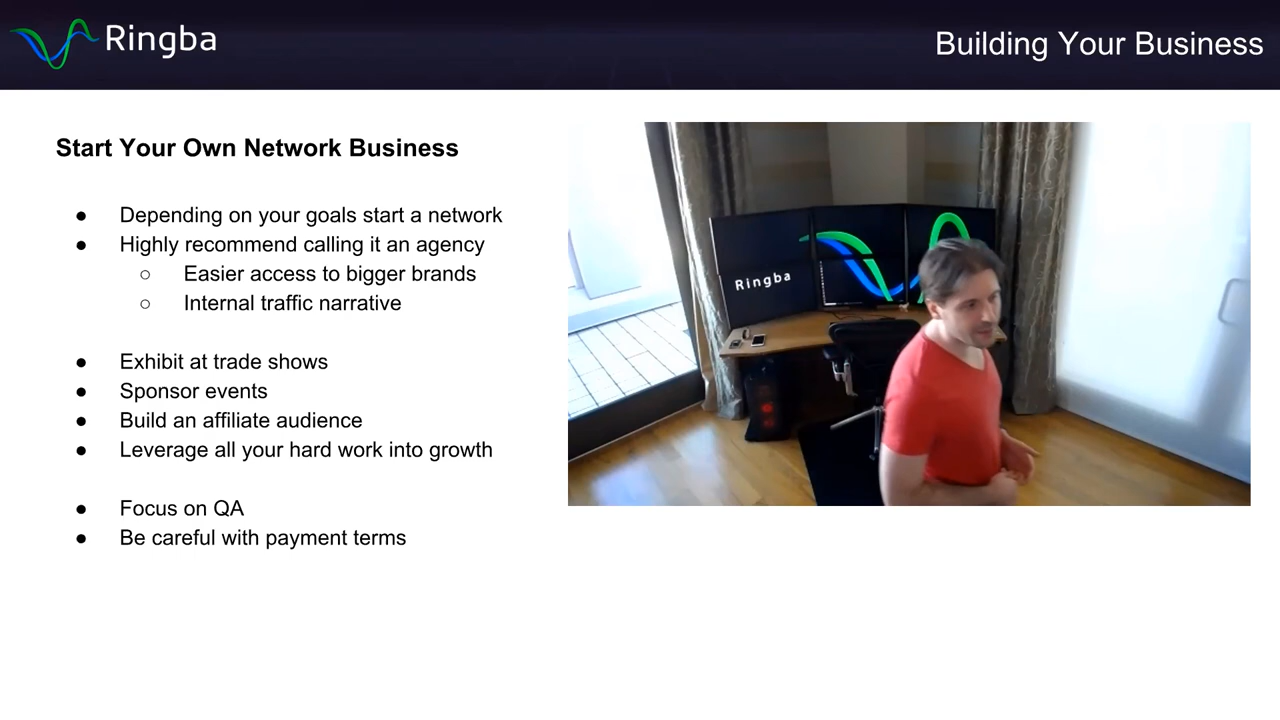 Ringba
Building Your Business
Start Your Own Network Business
● Depending on your goals start a network
● Highly recommend calling it an agency
○ Easier access to bigger brands
○ Internal traffic narrative
● Exhibit at trade shows
● Sponsor events
● Build an affiliate audience
● Leverage all your hard work into growth
● Focus on QA
● Be careful with payment terms
Ringba